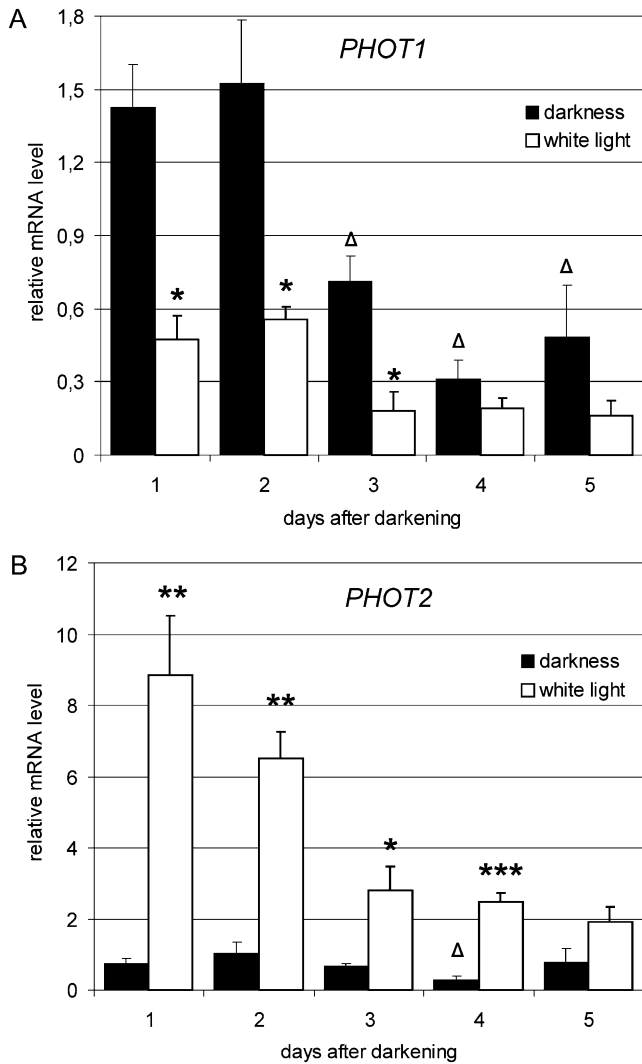 A
PHOT1
1,8
1,5
1,2
0,9
0,6
0,3
0
relative mRNA level
darkness
white light
*
*
Δ
*
Δ
Δ
1 2 3 4 5
days after darkening
B
PHOT2
12
10
8
6
4
2
0
relative mRNA level
darkness
white light
**
**
*
Δ
***
1 2 3 4 5
days after darkening